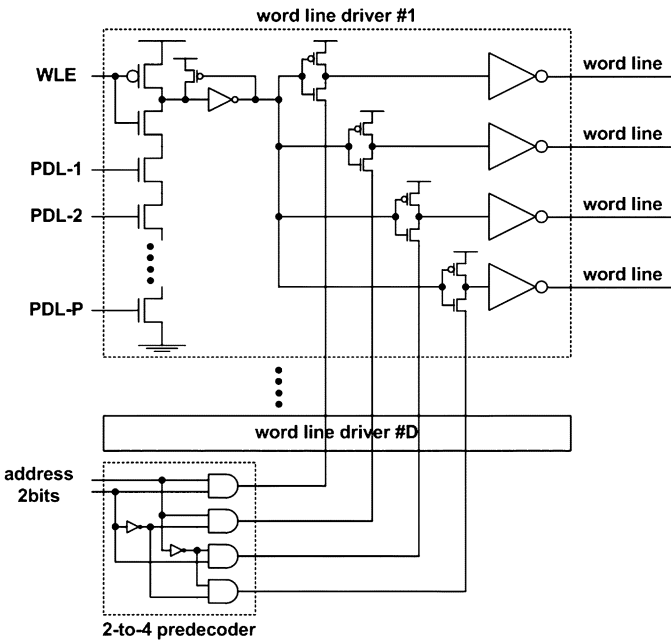 word line driver #1
WLE
word line
word line
PDL-1
PDL-2
word line
word line
PDL-P
word line driver #D
address
2bits
2-to-4 predecoder